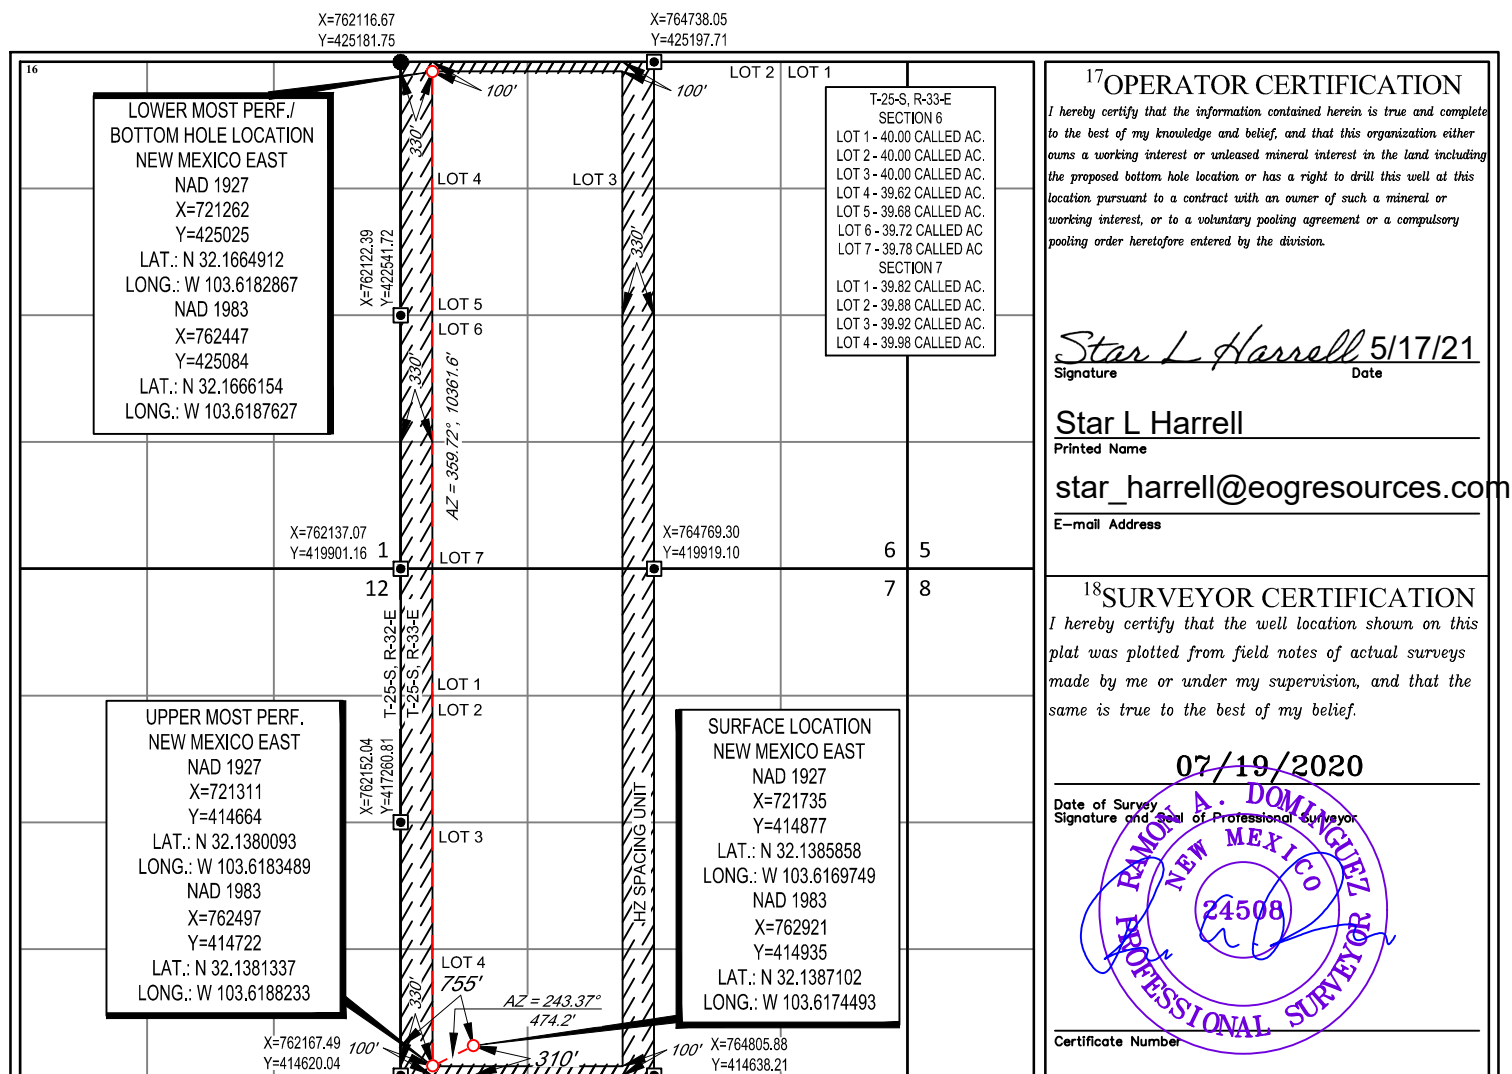 X=762116.67
Y=425181.75
X=764738.05
Y=425197.71
16
LOT 2
LOT 1
100'
100'
330'
LOWER MOST PERF./
BOTTOM HOLE LOCATION
NEW MEXICO EAST
NAD 1927
X=721262
Y=425025
LAT.: N 32.1664912
LONG.: W 103.6182867
NAD 1983
X=762447
Y=425084
LAT.: N 32.1666154
LONG.: W 103.6187627
T-25-S, R-33-E
SECTION 6
LOT 1 - 40.00 CALLED AC.
LOT 2 - 40.00 CALLED AC.
LOT 3 - 40.00 CALLED AC.
LOT 4 - 39.62 CALLED AC.
LOT 5 - 39.68 CALLED AC.
LOT 6 - 39.72 CALLED AC
LOT 7 - 39.78 CALLED AC
SECTION 7
LOT 1 - 39.82 CALLED AC.
LOT 2 - 39.88 CALLED AC.
LOT 3 - 39.92 CALLED AC.
LOT 4 - 39.98 CALLED AC.
LOT 4
LOT 3
330'
X=762122.39
Y=422541.72
LOT 5
LOT 6
330'
AZ = 359.72°, 10361.6'
X=762137.07
Y=419901.16
1
12
LOT 7
X=764769.30
Y=419919.10
6
5
7
8
T-25-S, R-32-E
T-25-S, R-33-E
LOT 1
LOT 2
X=762152.04
Y=417260.81
LOT 3
HZ SPACING UNIT
UPPER MOST PERF.
NEW MEXICO EAST
NAD 1927
X=721311
Y=414664
LAT.: N 32.1380093
LONG.: W 103.6183489
NAD 1983
X=762497
Y=414722
LAT.: N 32.1381337
LONG.: W 103.6188233
SURFACE LOCATION
NEW MEXICO EAST
NAD 1927
X=721735
Y=414877
LAT.: N 32.1385858
LONG.: W 103.6169749
NAD 1983
X=762921
Y=414935
LAT.: N 32.1387102
LONG.: W 103.6174493
LOT 4
755'
330'
AZ = 243.37°
474.2'
X=762167.49
Y=414620.04
100'
310'
100'
X=764805.88
Y=414638.21
17OPERATOR CERTIFICATION
I hereby certify that the information contained herein is true and complete
to the best of my knowledge and belief, and that this organization either
owns a working interest or unleased mineral interest in the land including
the proposed bottom hole location or has a right to drill this well at this
location pursuant to a contract with an owner of such a mineral or
working interest, or to a voluntary pooling agreement or a compulsory
pooling order heretofore entered by the division.
Star L Harrell 5/17/21
Signature Date
Star L Harrell
Printed Name
star_harrell@eogresources.com
E-mail Address
18SURVEYOR CERTIFICATION
I hereby certify that the well location shown on this
plat was plotted from field notes of actual surveys
made by me or under my supervision, and that the
same is true to the best of my belief.
07/19/2020
Date of Survey
Signature and Seal of Professional Surveyor
RAMON A. DOMINGUEZ
NEW MEXICO
24508
PROFESSIONAL SURVEYOR
Certificate Number